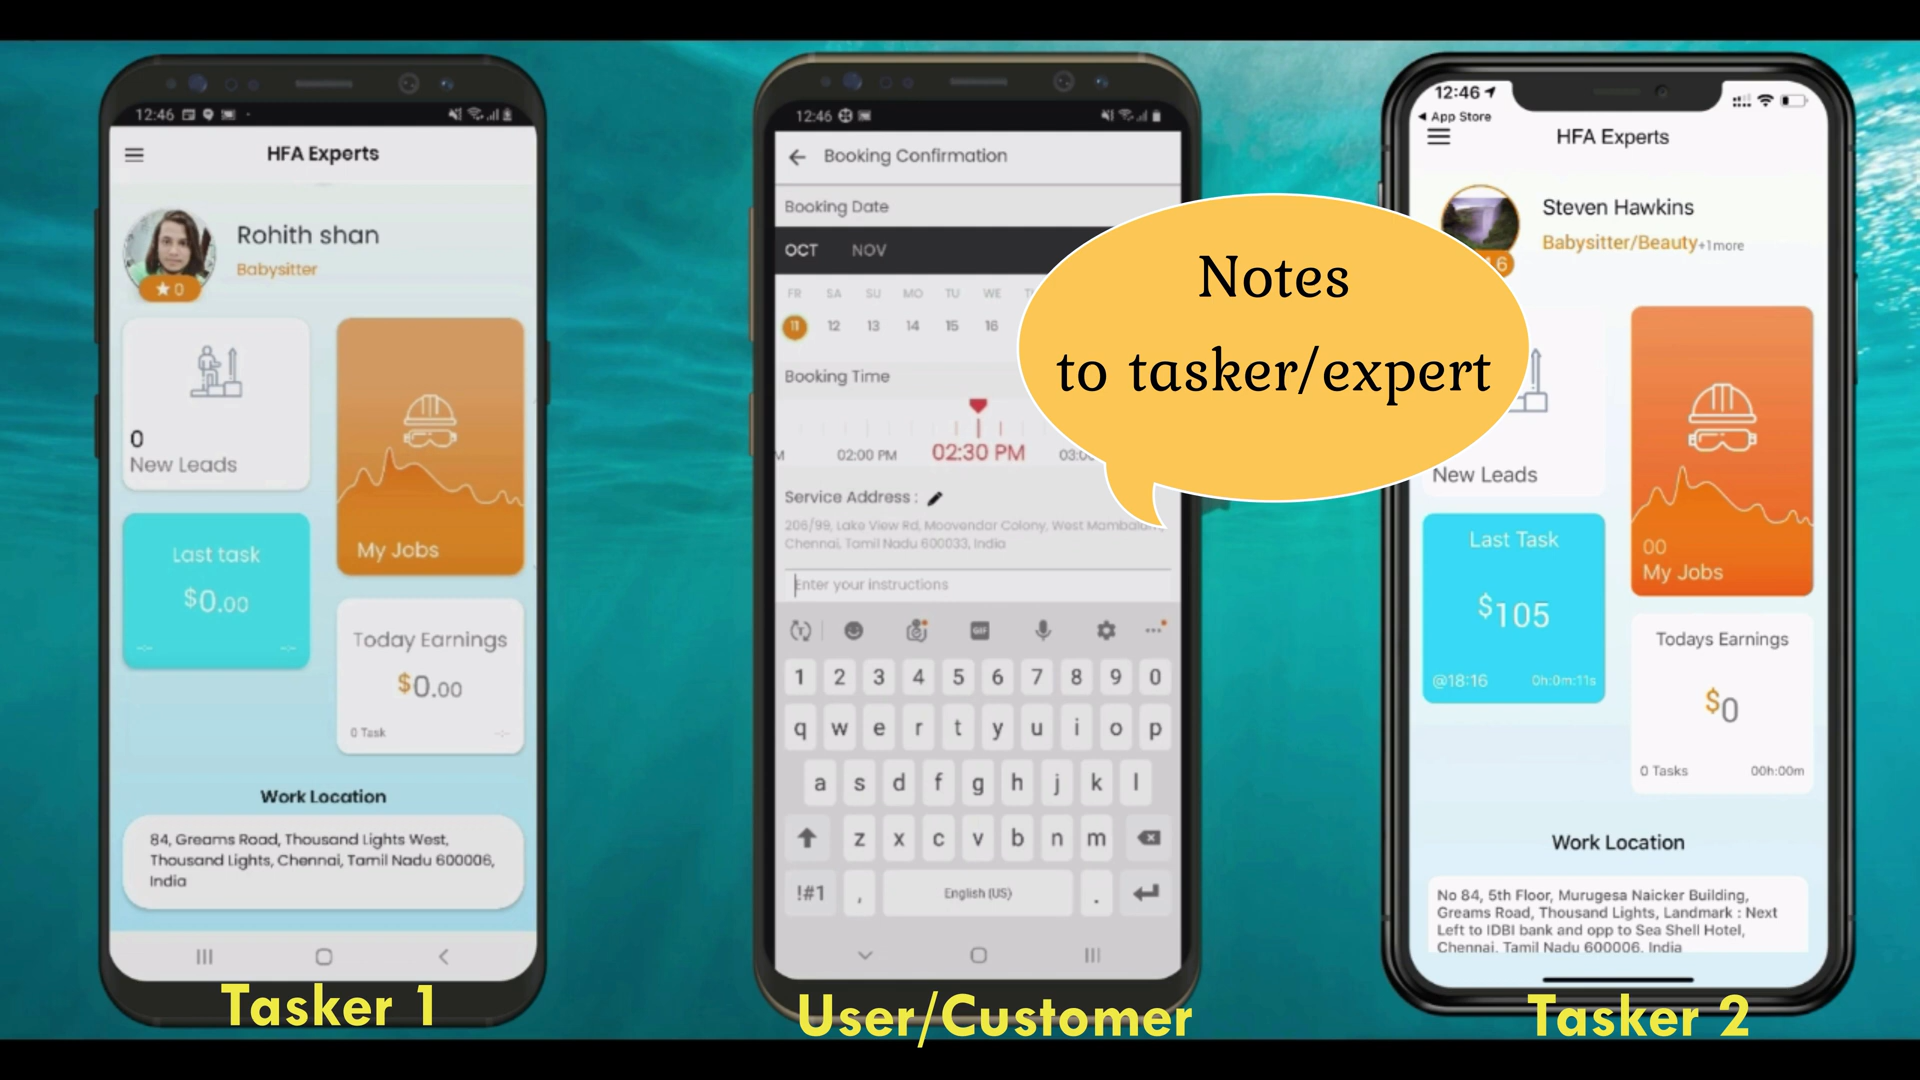 12:46
HFA Experts
Rohith shan
Babysitter
★ 0
0
New Leads
My Jobs
Last task
$0.00
-:-
-:-
Today Earnings
$0.00
0 Task
-:-
Work Location
84, Greams Road, Thousand Lights West,
Thousand Lights, Chennai, Tamil Nadu 600006,
India
Tasker 1
12:46
Booking Confirmation
Booking Date
OCT NOV
FR SA SU MO TU WE
11 12 13 14 15 16
Booking Time
02:00 PM 02:30 PM
Service Address :
206/99, Lake View Rd, Moovendar Colony, West Mambalam,
Chennai, Tamil Nadu 600033, India
Enter your instructions
GIF
1 2 3 4 5 6 7 8 9 0
q w e r t y u i o p
a s d f g h j k l
z x c v b n m
!#1 , English (US) .
User/Customer
Notes
to tasker/expert
12:46
App Store
HFA Experts
Steven Hawkins
Babysitter/Beauty+1more
New Leads
00
My Jobs
Last Task
$105
@18:16 0h:0m:11s
Todays Earnings
$0
0 Tasks 00h:00m
Work Location
No 84, 5th Floor, Murugesa Naicker Building,
Greams Road, Thousand Lights, Landmark : Next
Left to IDBI bank and opp to Sea Shell Hotel,
Chennai, Tamil Nadu 600006, India
Tasker 2